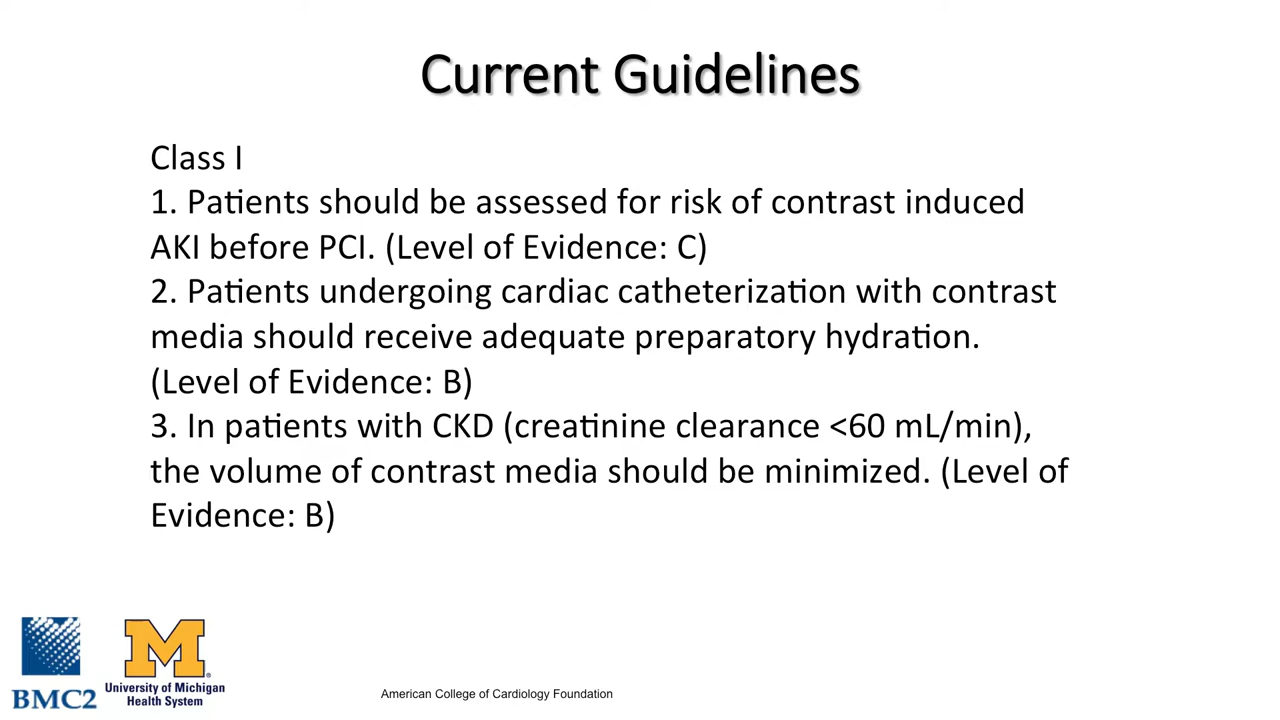 Current Guidelines
Class I
1. Patients should be assessed for risk of contrast induced
AKI before PCI. (Level of Evidence: C)
2. Patients undergoing cardiac catheterization with contrast
media should receive adequate preparatory hydration.
(Level of Evidence: B)
3. In patients with CKD (creatinine clearance <60 mL/min),
the volume of contrast media should be minimized. (Level of
Evidence: B)
BMC2
M
University of Michigan
Health System
American College of Cardiology Foundation